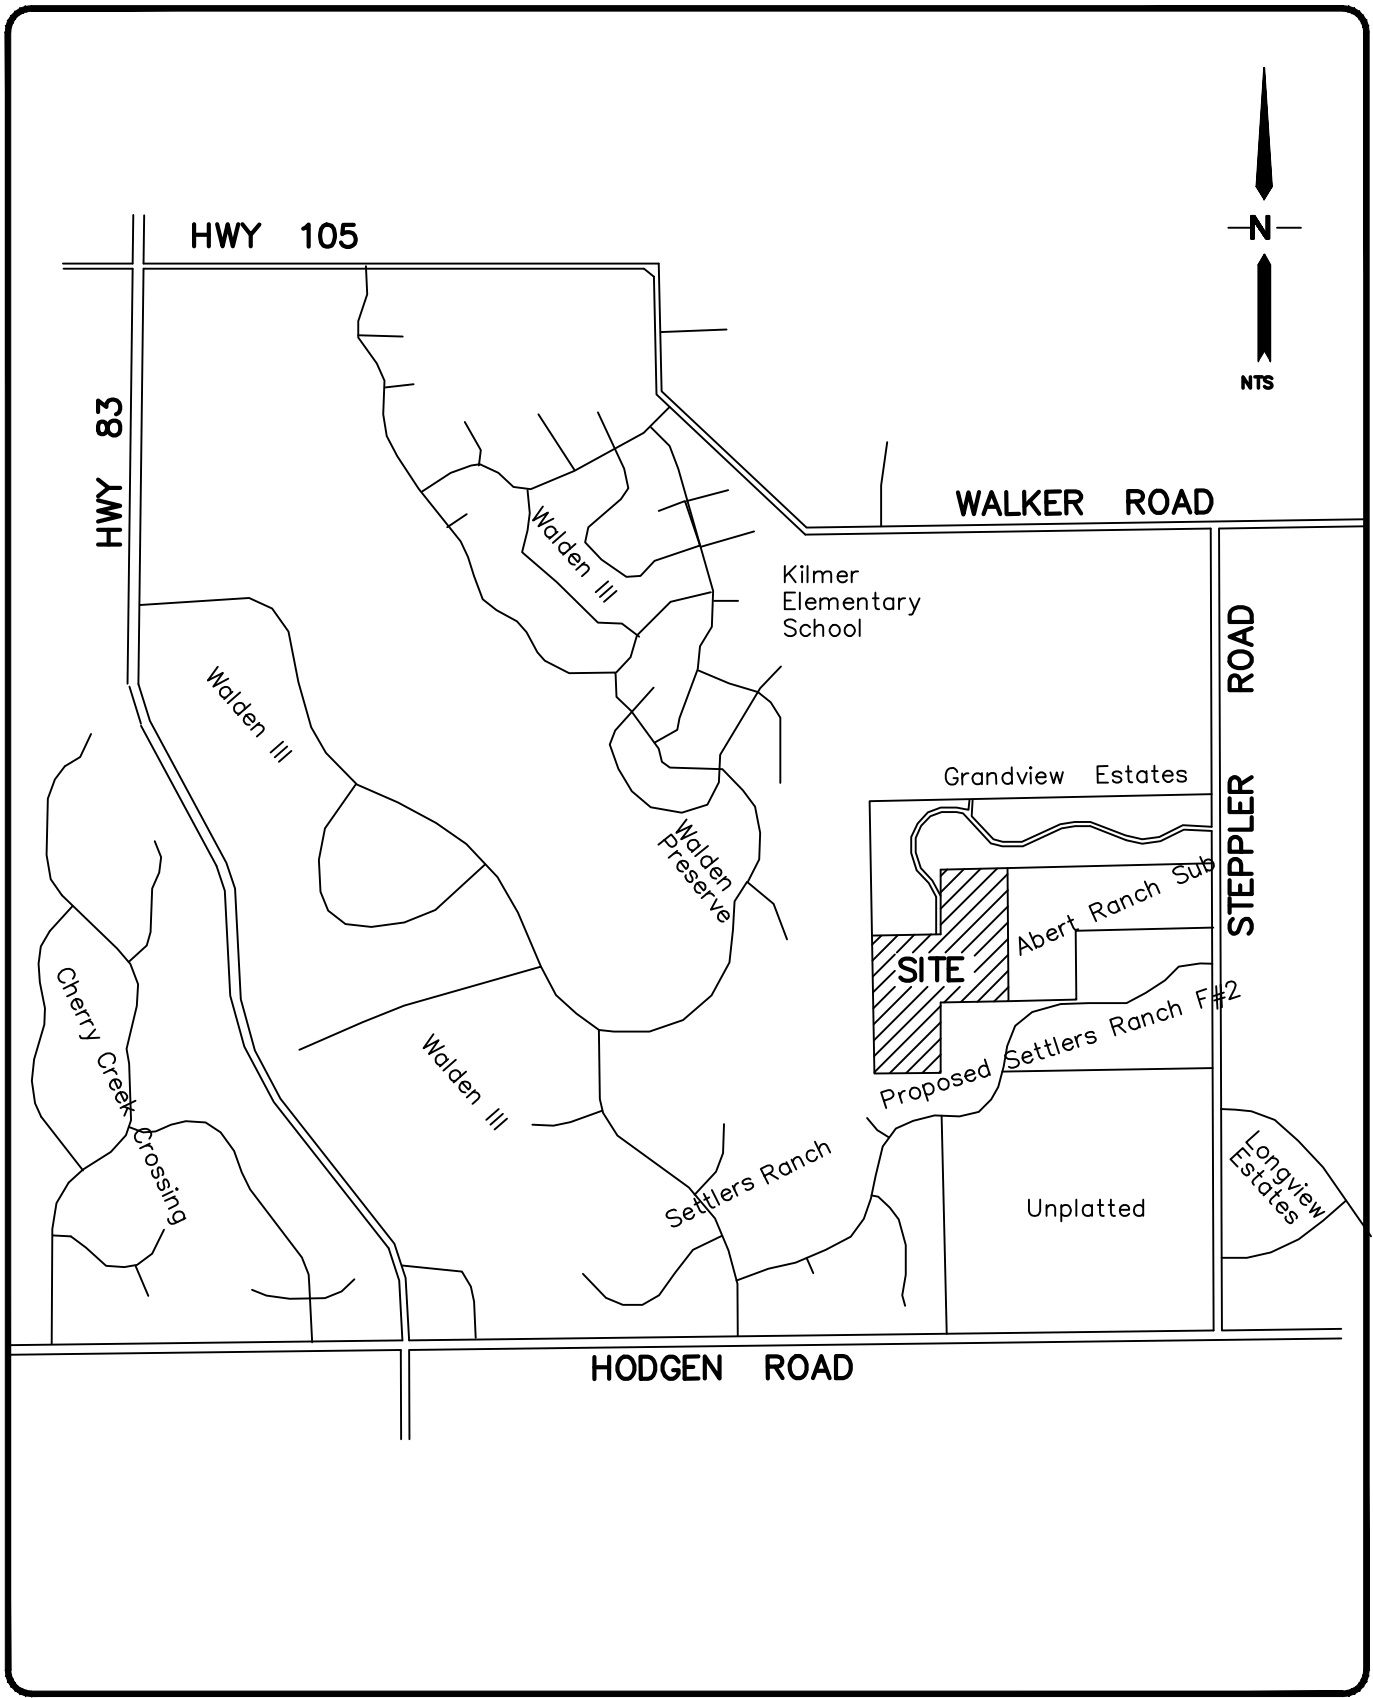 HWY 105
N
NTS
HWY 83
WALKER ROAD
Walden III
Kilmer
Elementary
School
STEPPLER ROAD
Walden III
Grandview Estates
Walden
Preserve
Abert Ranch Sub
SITE
Cherry Creek Crossing
Proposed Settlers Ranch F#2
Walden III
Settlers Ranch
Longview
Estates
Unplatted
HODGEN ROAD